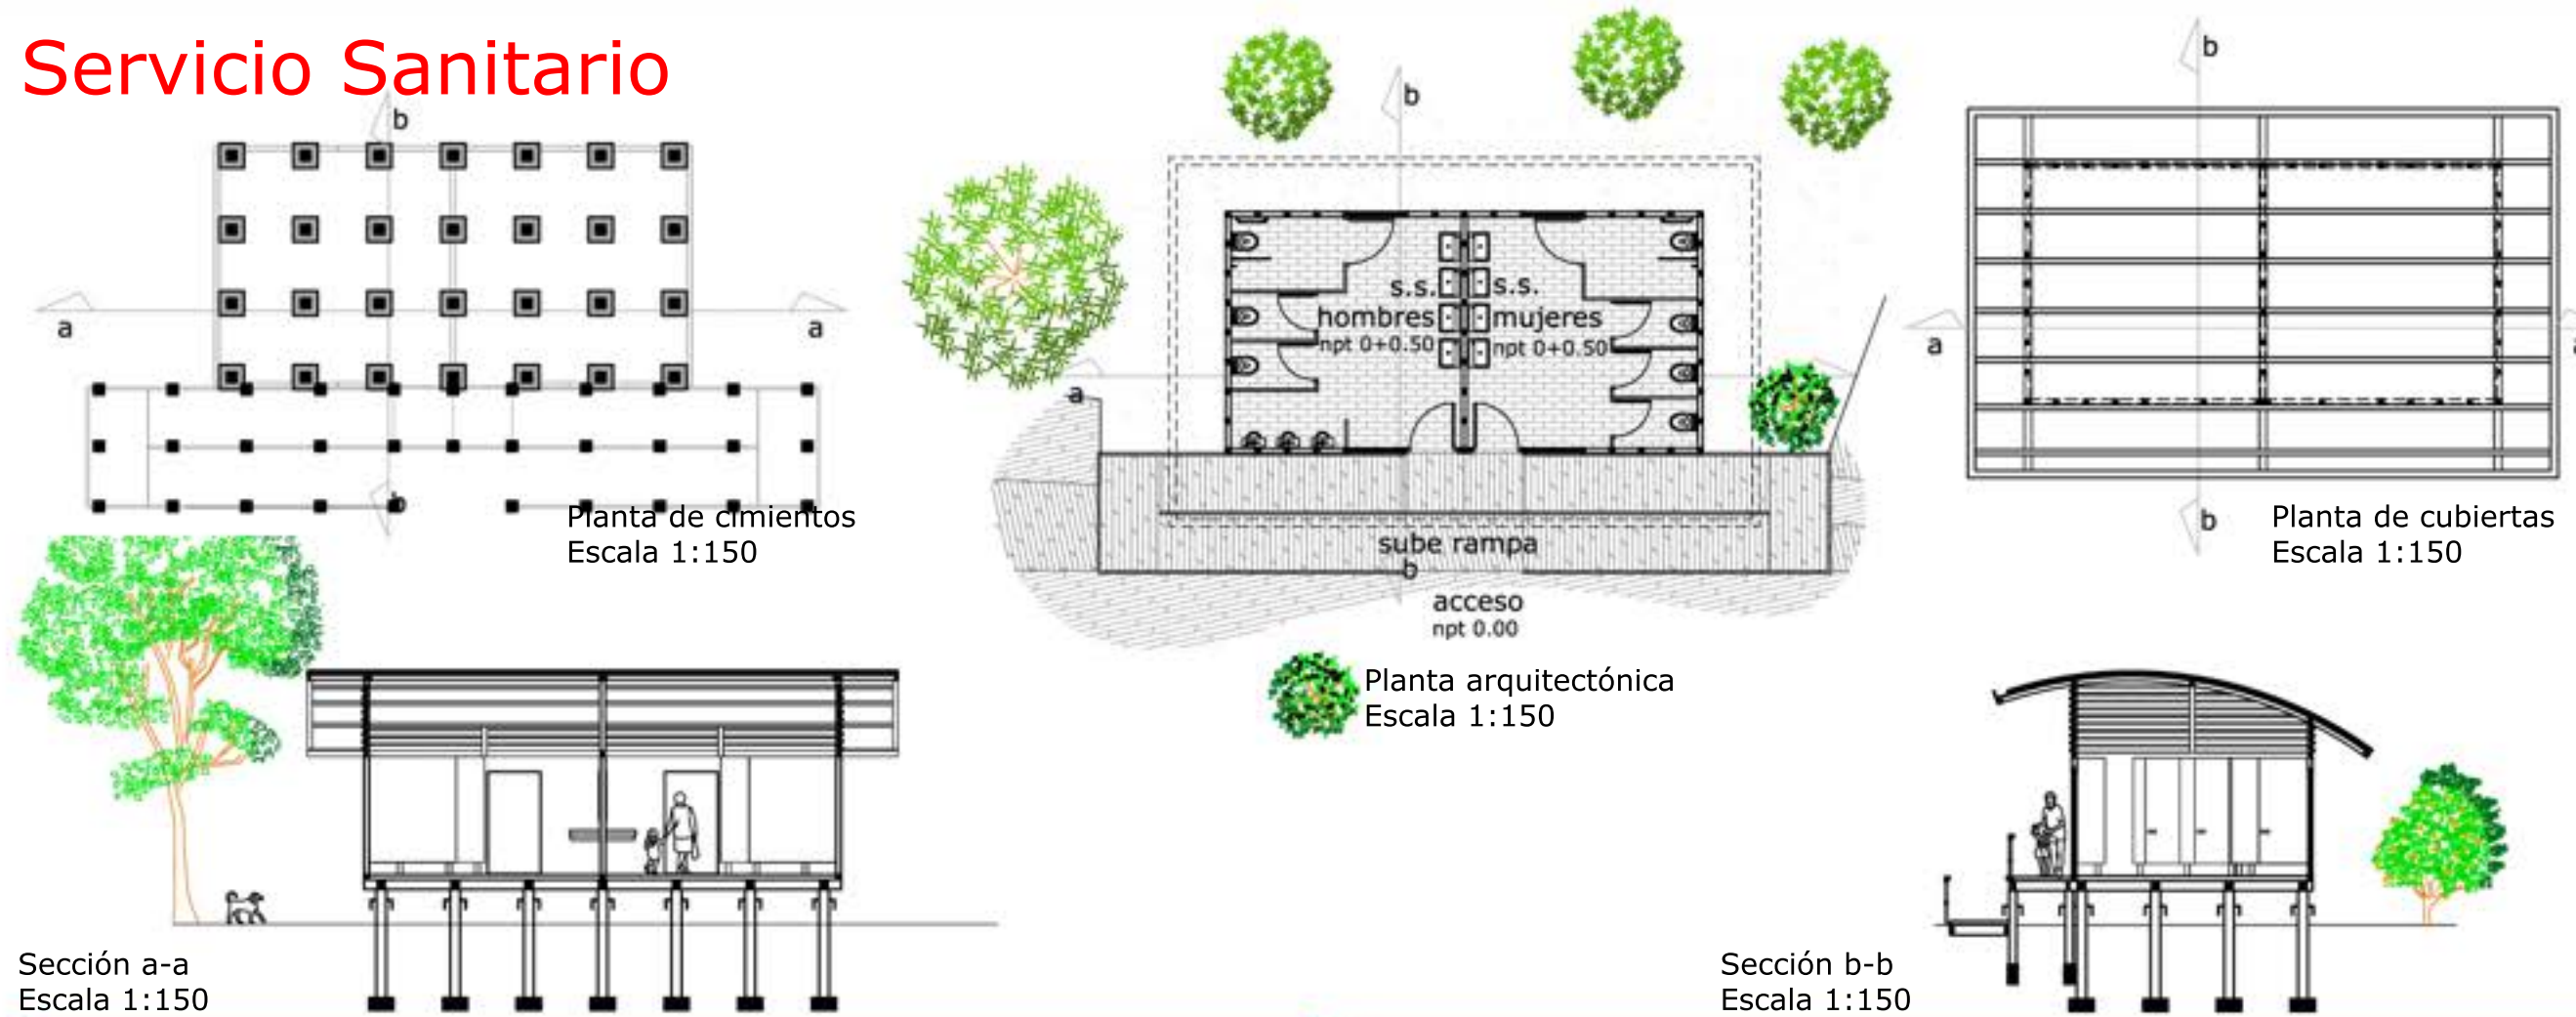 Servicio Sanitario
b
a
a
b
Planta de cimientos
Escala 1:150
b
s.s.
hombres
npt 0+0.50
s.s.
mujeres
npt 0+0.50
a
sube rampa
b
acceso
npt 0.00
Planta arquitectónica
Escala 1:150
b
a
a
b
Planta de cubiertas
Escala 1:150
Sección a-a
Escala 1:150
Sección b-b
Escala 1:150